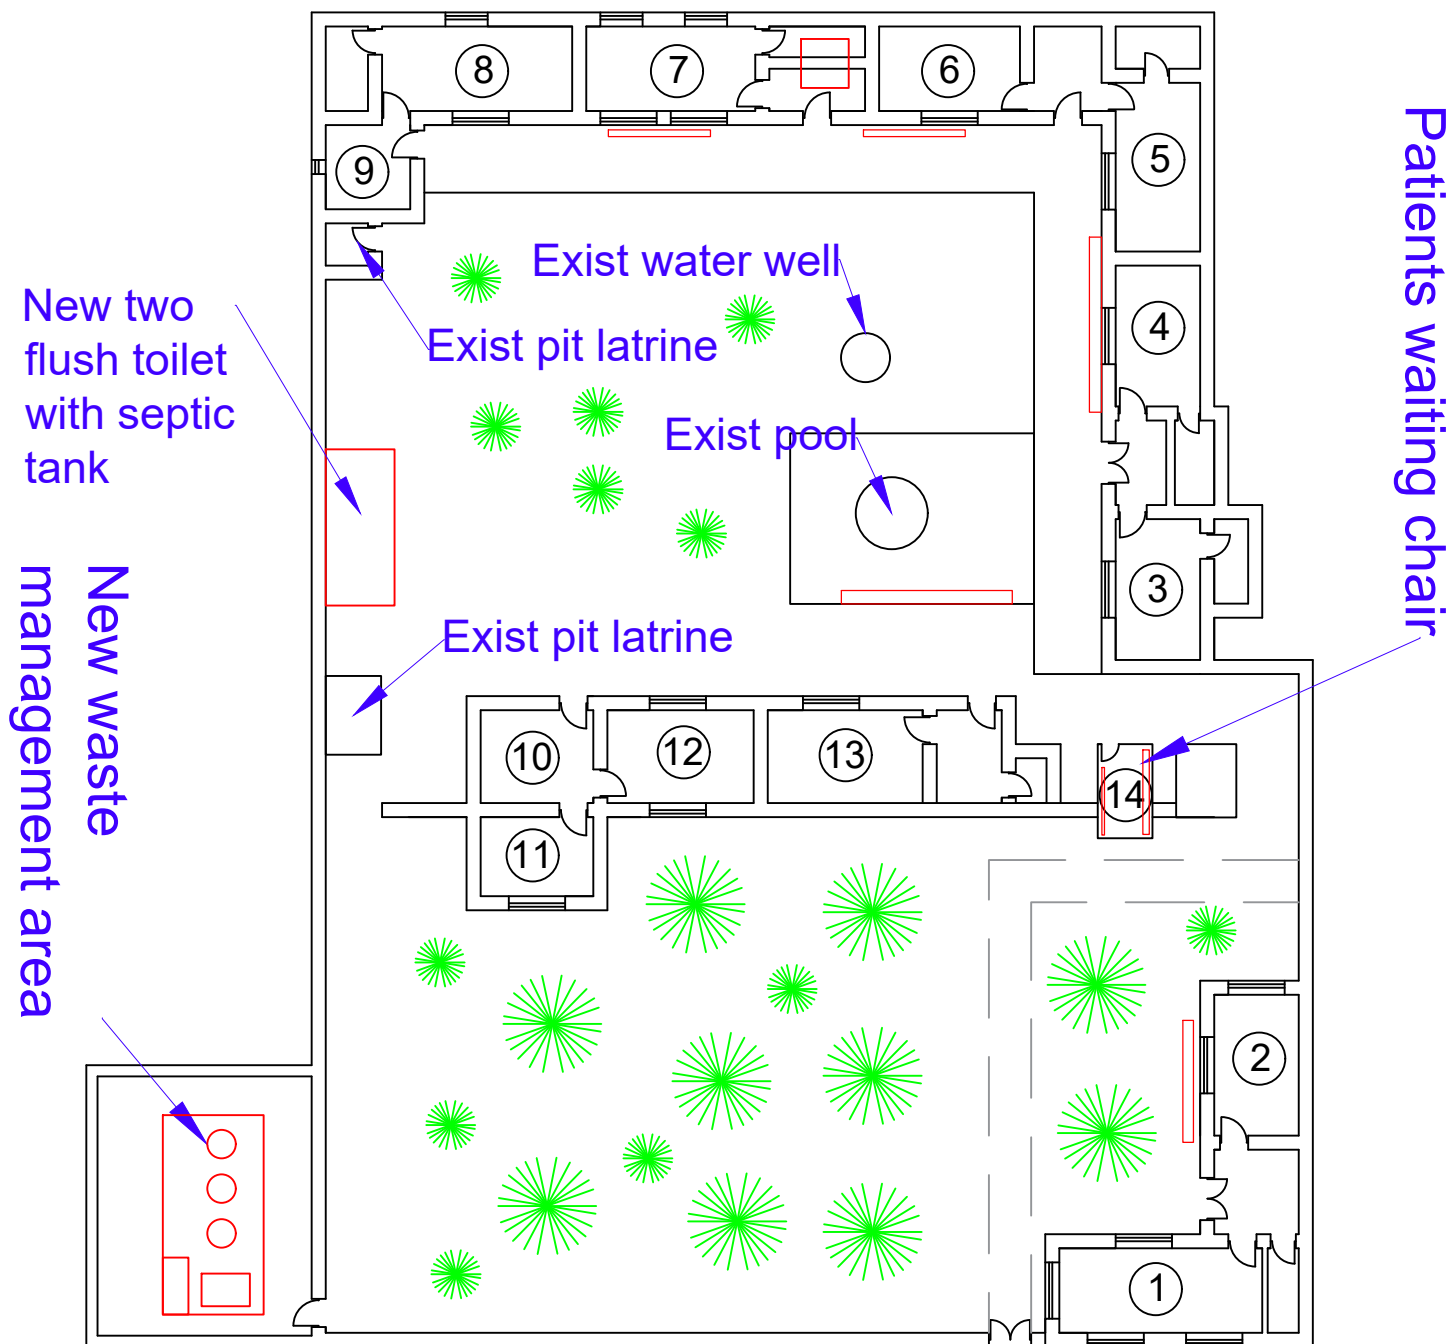 8
7
6
5
9
Exist water well
New two
flush toilet
with septic
tank
Exist pit latrine
4
Patients waiting chair
Exist pool
3
New waste
management area
Exist pit latrine
10
12
13
14
11
2
1